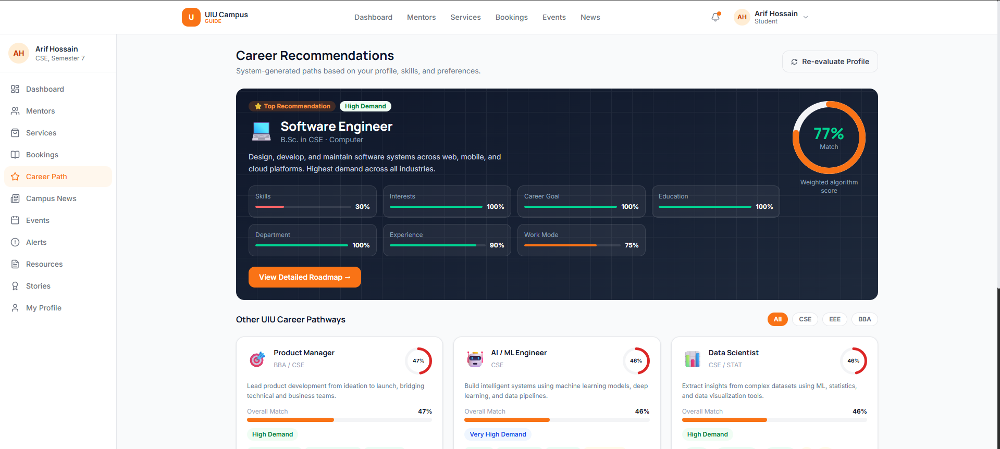 U
UIU Campus
GUIDE
Dashboard
Mentors
Services
Bookings
Events
News
AH
Arif Hossain
Student
AH
Arif Hossain
CSE, Semester 7
Dashboard
Mentors
Services
Bookings
Career Path
Campus News
Events
Alerts
Resources
Stories
My Profile
Career Recommendations
System-generated paths based on your profile, skills, and preferences.
Re-evaluate Profile
Top Recommendation
High Demand
Software Engineer
B.Sc. in CSE · Computer
Design, develop, and maintain software systems across web, mobile, and
cloud platforms. Highest demand across all industries.
77%
Match
Weighted algorithm
score
Skills
30%
Interests
100%
Career Goal
100%
Education
100%
Department
100%
Experience
90%
Work Mode
75%
View Detailed Roadmap →
Other UIU Career Pathways
All
CSE
EEE
BBA
Product Manager
BBA / CSE
47%
Lead product development from ideation to launch, bridging
technical and business teams.
Overall Match
47%
High Demand
AI / ML Engineer
CSE
46%
Build intelligent systems using machine learning models, deep
learning, and data pipelines.
Overall Match
46%
Very High Demand
Data Scientist
CSE / STAT
46%
Extract insights from complex datasets using ML, statistics,
and data visualization tools.
Overall Match
46%
High Demand